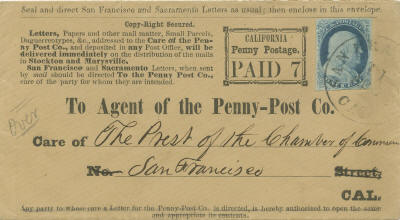 Seal and direct San Francisco and Sacramento Letters as usual; then enclose in this envelope.
Copy-Right Secured.
Letters, Papers and other mail matter, Small Parcels,
Daguerreotypes, &c., addressed to the Care of the Pen-
ny Post Co., and deposited in any Post Office, will be
delivered immediately on the distribution of the mails
in Stockton and Marysville.
San Francisco and Sacramento Letters, when sent
by mail should be directed To the Penny-Post Co.,
care of the party for whom they are intended.
CALIFORNIA
Penny Postage.
PAID 7
To Agent of the Penny-Post Co.
Care of The Prest of the Chamber of Commerce
No. San Francisco Street
CAL.
Any party to whose care a Letter for the Penny-Post Co. is directed, is hereby authorized to open the same
and appropriate its contents.